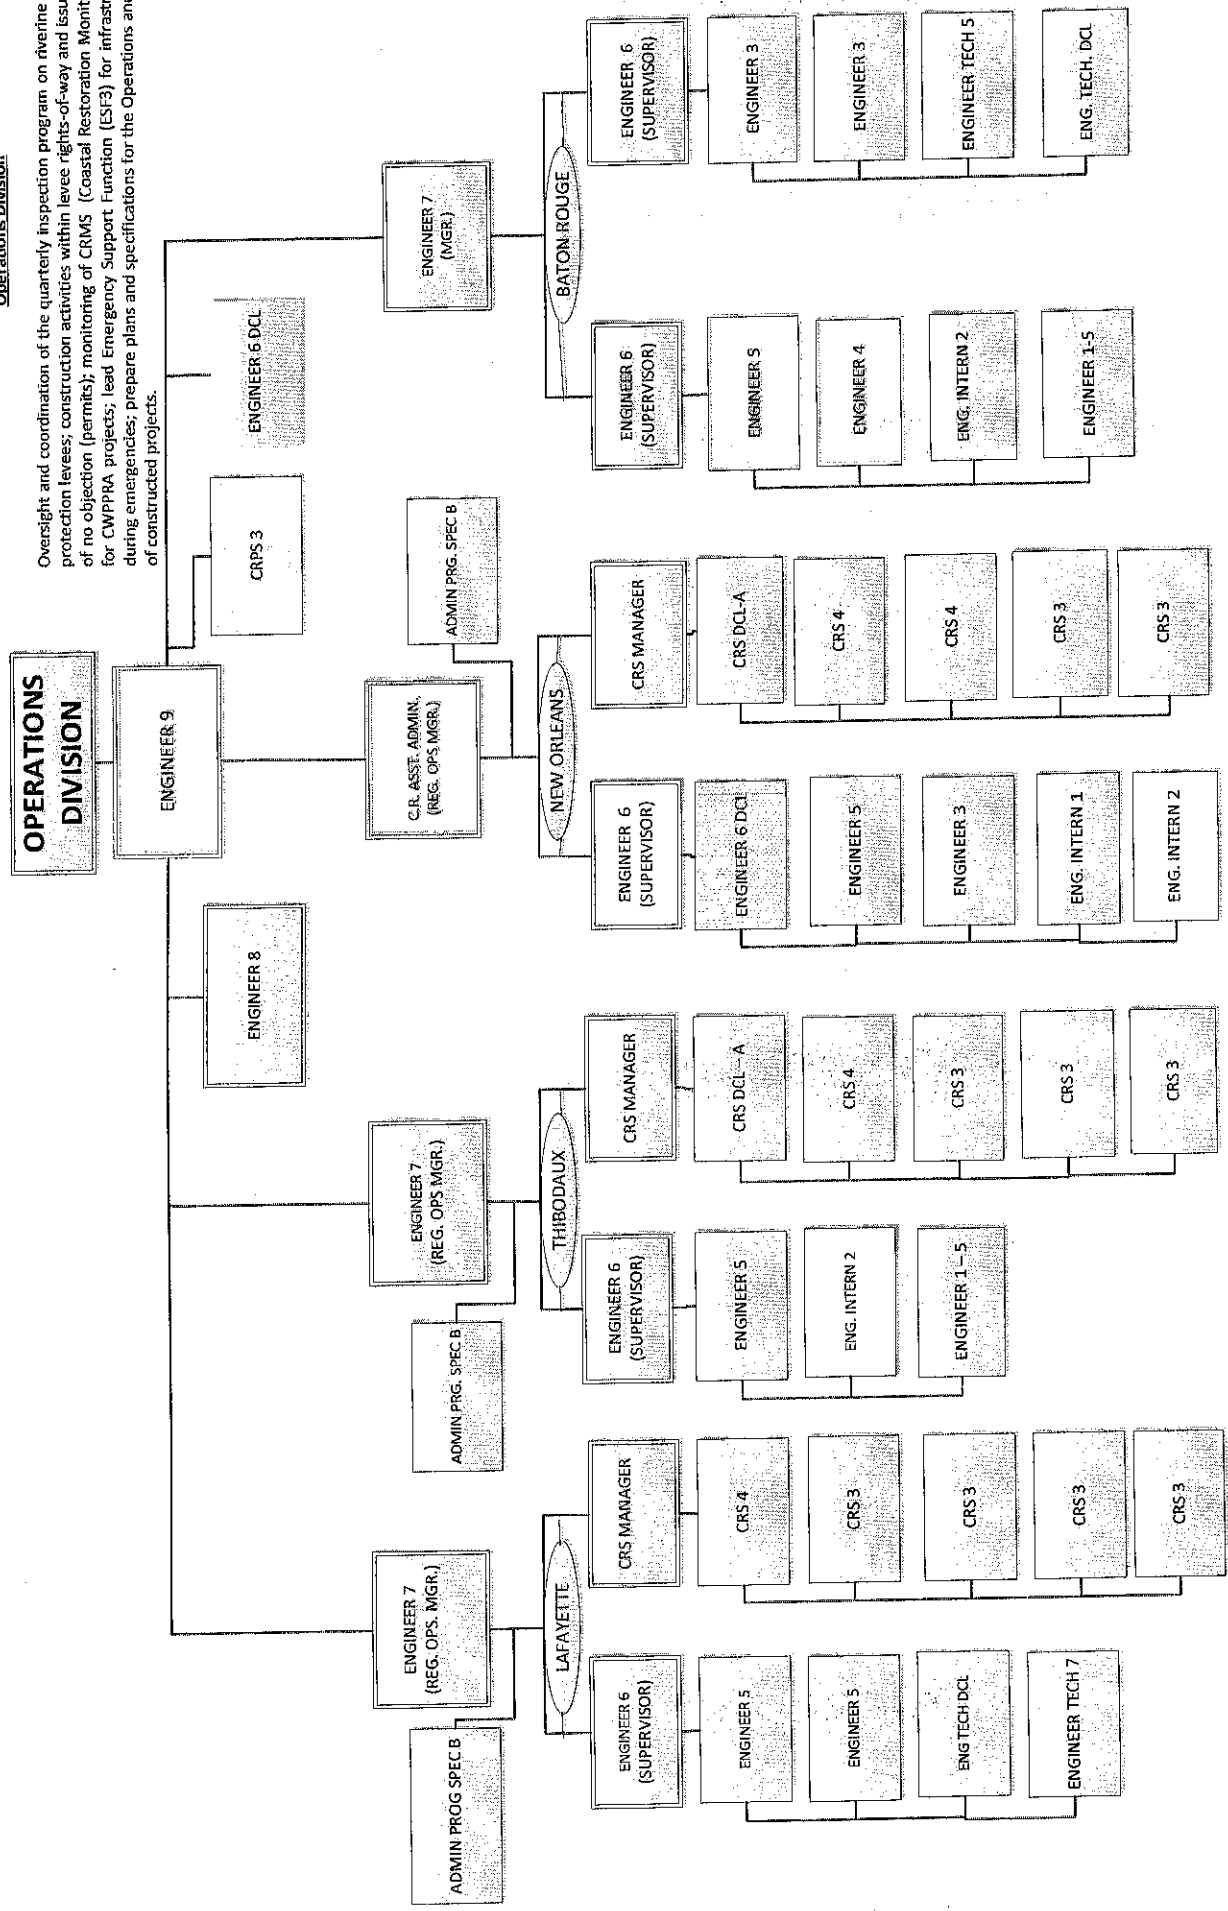 Operations Division
Oversight and coordination of the quarterly inspection program on riverine
protection levees; construction activities within levee rights-of-way and
of no objection (permits); monitoring of CRMS (Coastal Restoration
for CWPPRA projects; lead Emergency Support Function (ESF3) for
during emergencies; prepare plans and specifications for the Operations
of constructed projects.
OPERATIONS
DIVISION
ENGINEER 9
ENGINEER 8
CRPS 3
ENGINEER 6 DCL
ENGINEER 7
(REG. OPS. MGR.)
ADMIN PROG SPEC B
LAFAYETTE
ENGINEER 6
(SUPERVISOR)
ENGINEER 5
ENGINEER 5
ENG TECH DCL
ENGINEER TECH 7
CRS MANAGER
CRS 4
CRS 3
CRS 3
CRS 3
CRS 3
ENGINEER 7
(REG. OPS MGR.)
ADMIN PRG. SPEC B
THIBODAUX
ENGINEER 6
(SUPERVISOR)
ENGINEER 5
ENG. INTERN 2
ENGINEER 1 – 5
CRS MANAGER
CRS DCL – A
CRS 4
CRS 3
CRS 3
CRS 3
C.R. ASST. ADMIN.
(REG. OPS MGR.)
ADMIN PRG. SPEC B
NEW ORLEANS
ENGINEER 6
(SUPERVISOR)
ENGINEER 6 DCL
ENGINEER 5
ENGINEER 3
ENG. INTERN 1
ENG. INTERN 2
CRS MANAGER
CRS DCL-A
CRS 4
CRS 4
CRS 3
CRS 3
ENGINEER 7
(MGR.)
BATON ROUGE
ENGINEER 6
(SUPERVISOR)
ENGINEER 5
ENGINEER 4
ENG. INTERN 2
ENGINEER 1-5
ENGINEER 6
(SUPERVISOR)
ENGINEER 3
ENGINEER 3
ENGINEER TECH 5
ENG. TECH. DCL